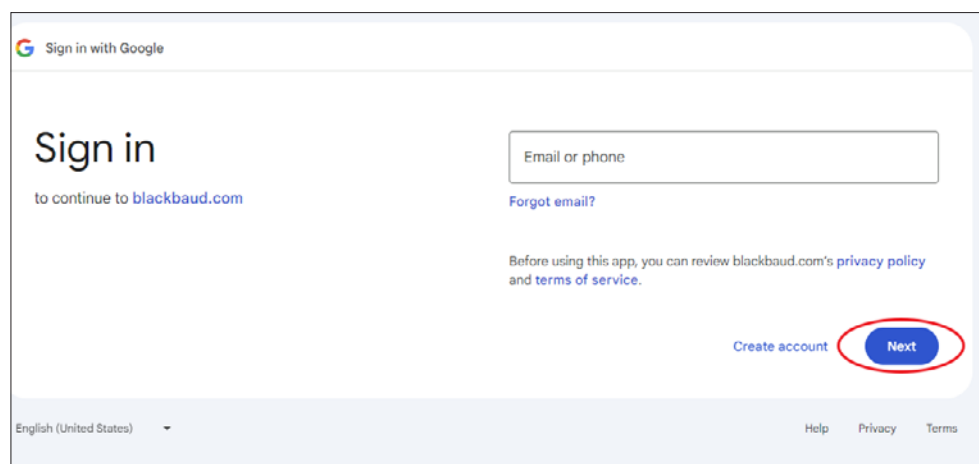 Sign in with Google
Sign in
to continue to blackbaud.com
Email or phone
Forgot email?
Before using this app, you can review blackbaud.com's privacy policy
and terms of service.
Create account
Next
English (United States)
Help
Privacy
Terms